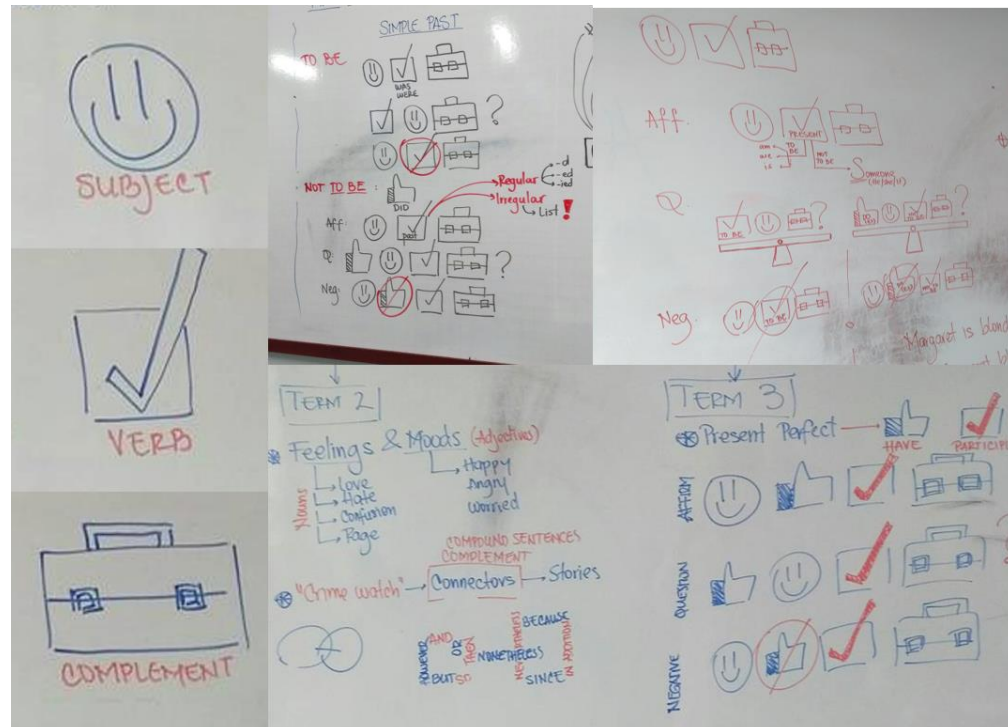 SUBJECT
VERB
COMPLEMENT
SIMPLE PAST
TO BE
WAS
WERE
?
NOT TO BE :
DID
Regular
-d
-ed
-ied
Irregular
List !
Aff:
PAST
Q:
?
Neg:
Aff.
PRESENT
am
are
is
TO BE
NOT TO BE
Someone
Q.
TO BE
?
?
Neg.
TO BE
Margaret is blond
TERM 2
Feelings & Moods (Adjectives)
Nouns
Love
Hate
Confusion
Rage
Happy
Angry
Worried
COMPOUND SENTENCES
COMPLEMENT
"Crime watch" Connectors Stories
HOWEVER
AND
OR
THEN
BUT SO
NONETHELESS
NEVERTHELESS
BECAUSE
SINCE
IN ADDITION
TERM 3
Present Perfect
HAVE
PARTICIPL
AFFIRM
QUESTION
NEGATIVE